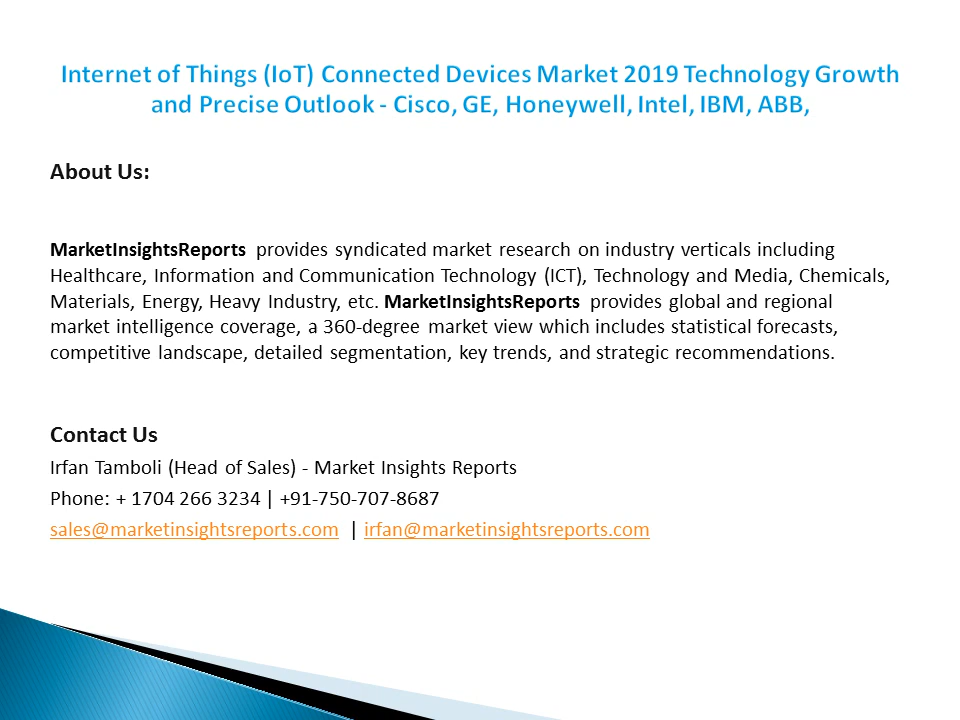 Internet of Things (IoT) Connected Devices Market 2019 Technology Growth
and Precise Outlook - Cisco, GE, Honeywell, Intel, IBM, ABB,
About Us:
MarketInsightsReports provides syndicated market research on industry verticals including
Healthcare, Information and Communication Technology (ICT), Technology and Media, Chemicals,
Materials, Energy, Heavy Industry, etc. MarketInsightsReports provides global and regional
market intelligence coverage, a 360-degree market view which includes statistical forecasts,
competitive landscape, detailed segmentation, key trends, and strategic recommendations.
Contact Us
Irfan Tamboli (Head of Sales) - Market Insights Reports
Phone: + 1704 266 3234 | +91-750-707-8687
sales@marketinsightsreports.com | irfan@marketinsightsreports.com